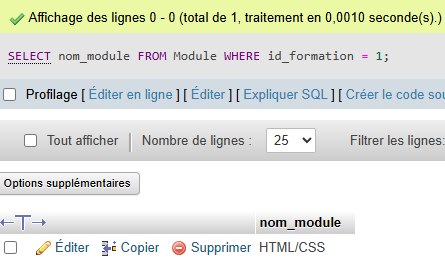 Affichage des lignes 0 - 0 (total de 1, traitement en 0,0010 seconde(s).)
SELECT nom_module FROM Module WHERE id_formation = 1;
Profilage [ Éditer en ligne ] [ Éditer ] [ Expliquer SQL ] [ Créer le code sou
Tout afficher Nombre de lignes : 25 Filtrer les lignes:
Options supplémentaires
←T→ nom_module
Éditer Copier Supprimer HTML/CSS